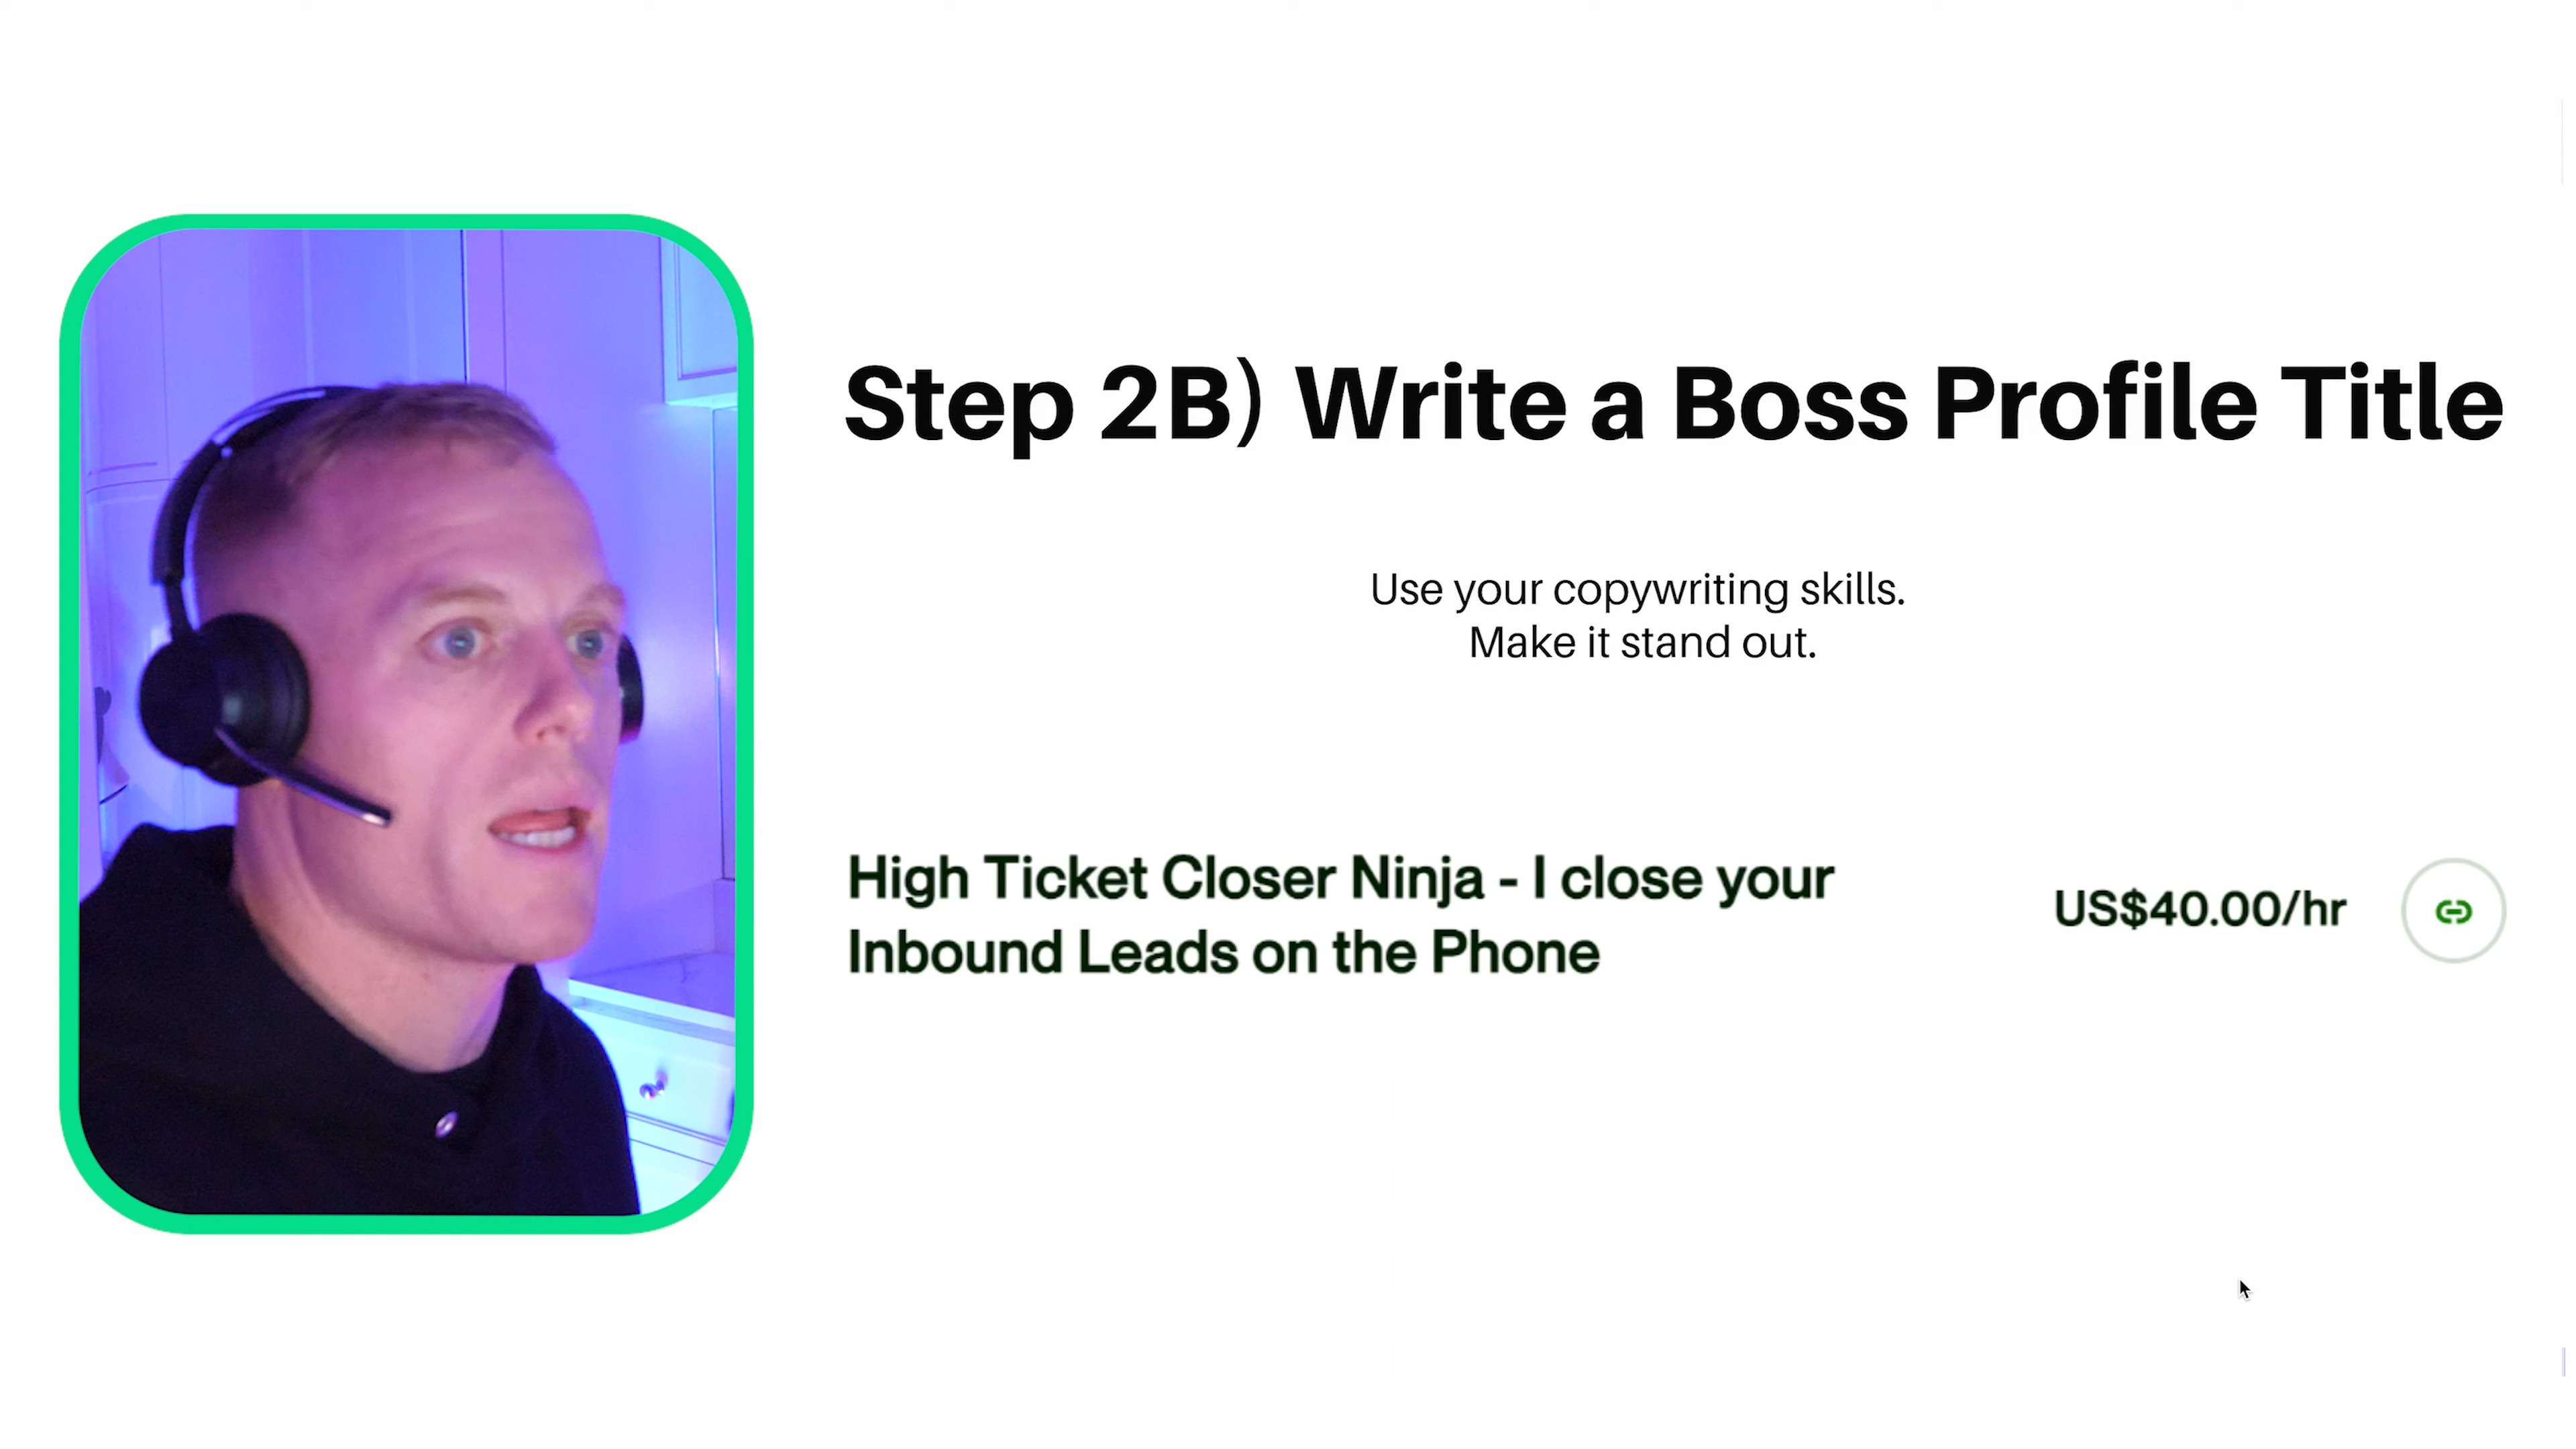 Step 2B) Write a Boss Profile Title
Use your copywriting skills.
Make it stand out.
High Ticket Closer Ninja - I close your
Inbound Leads on the Phone
US$40.00/hr